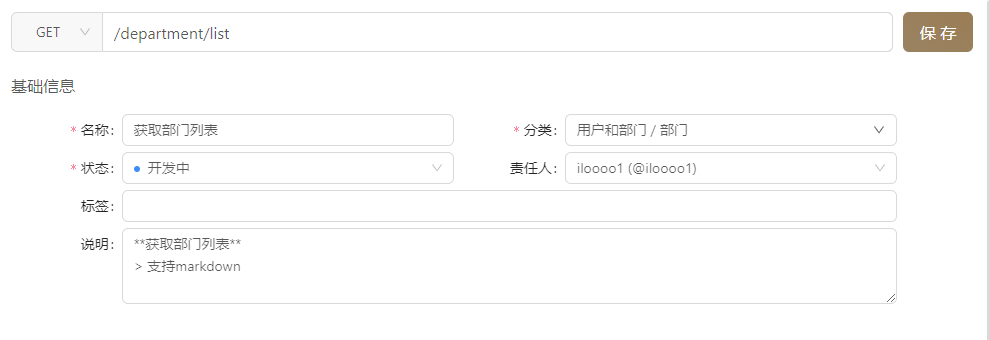 GET /department/list 保 存
基础信息
* 名称: 获取部门列表 * 分类: 用户和部门 / 部门
* 状态: 开发中 责任人: iloooo1 (@iloooo1)
标签:
说明: **获取部门列表**
> 支持markdown